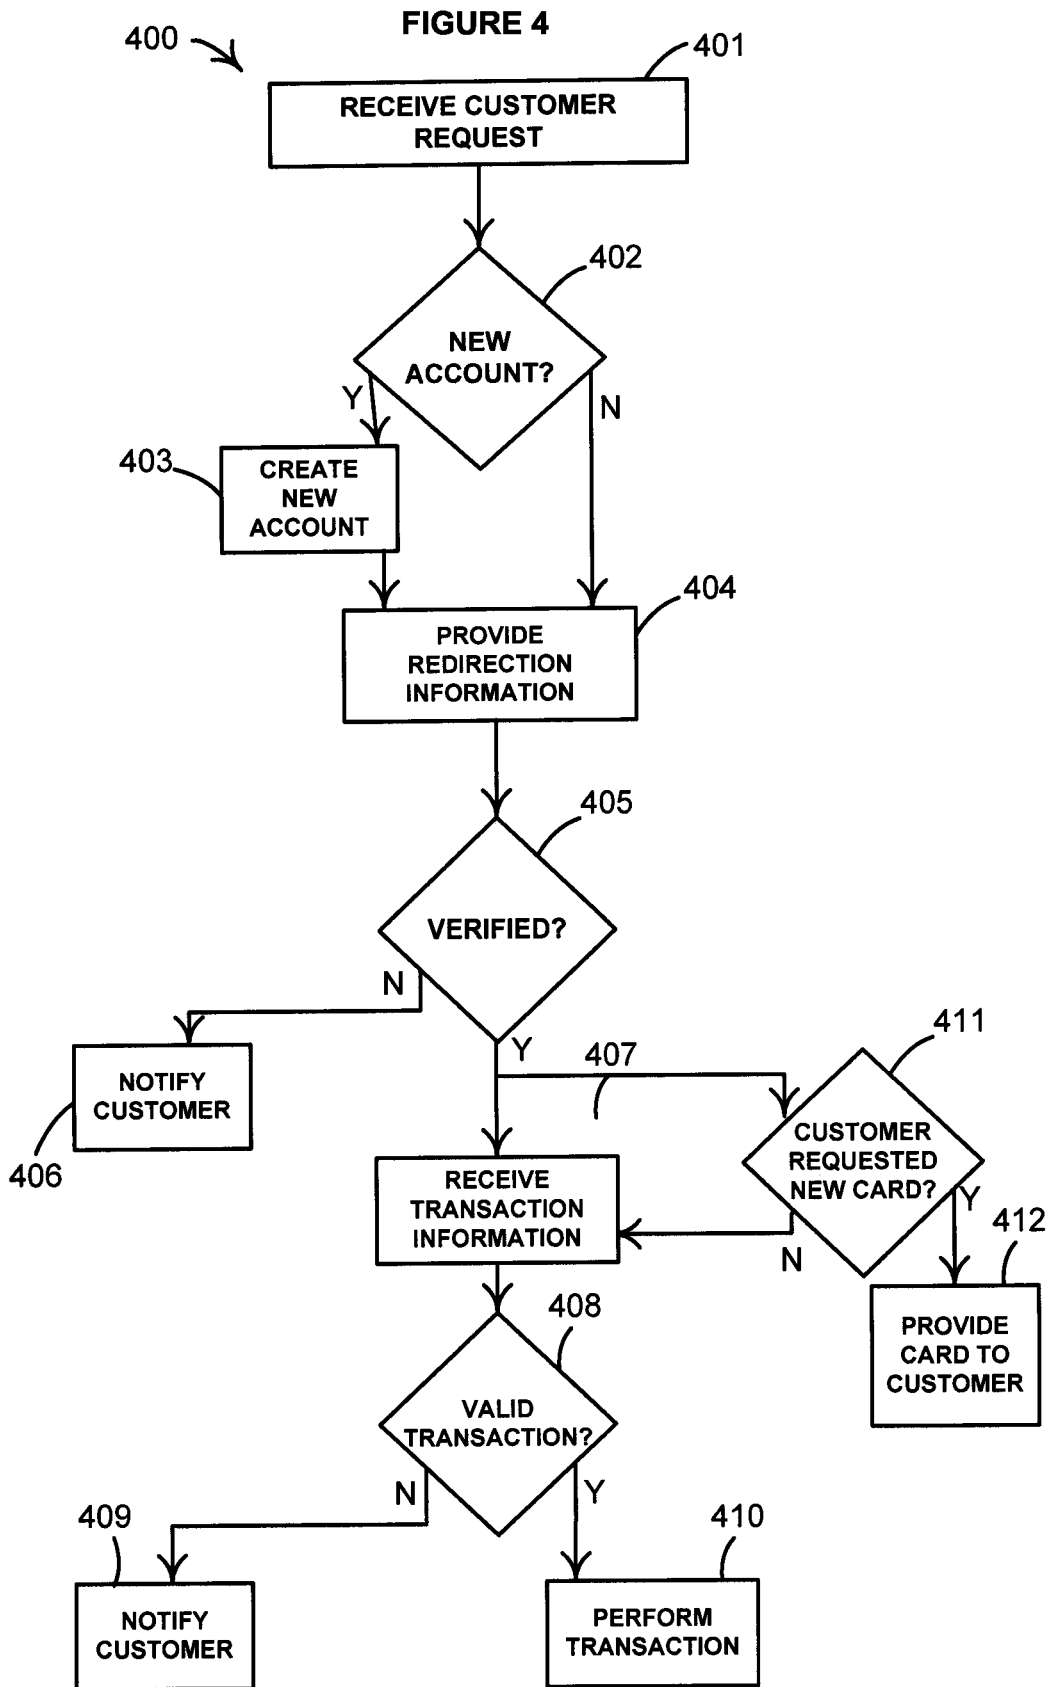 FIGURE 4
400
401
RECEIVE CUSTOMER
REQUEST
402
NEW
ACCOUNT?
Y
N
403
CREATE
NEW
ACCOUNT
404
PROVIDE
REDIRECTION
INFORMATION
405
VERIFIED?
N
Y
406
NOTIFY
CUSTOMER
407
411
CUSTOMER
REQUESTED
NEW CARD?
Y
N
412
PROVIDE
CARD TO
CUSTOMER
RECEIVE
TRANSACTION
INFORMATION
408
VALID
TRANSACTION?
N
Y
409
NOTIFY
CUSTOMER
410
PERFORM
TRANSACTION